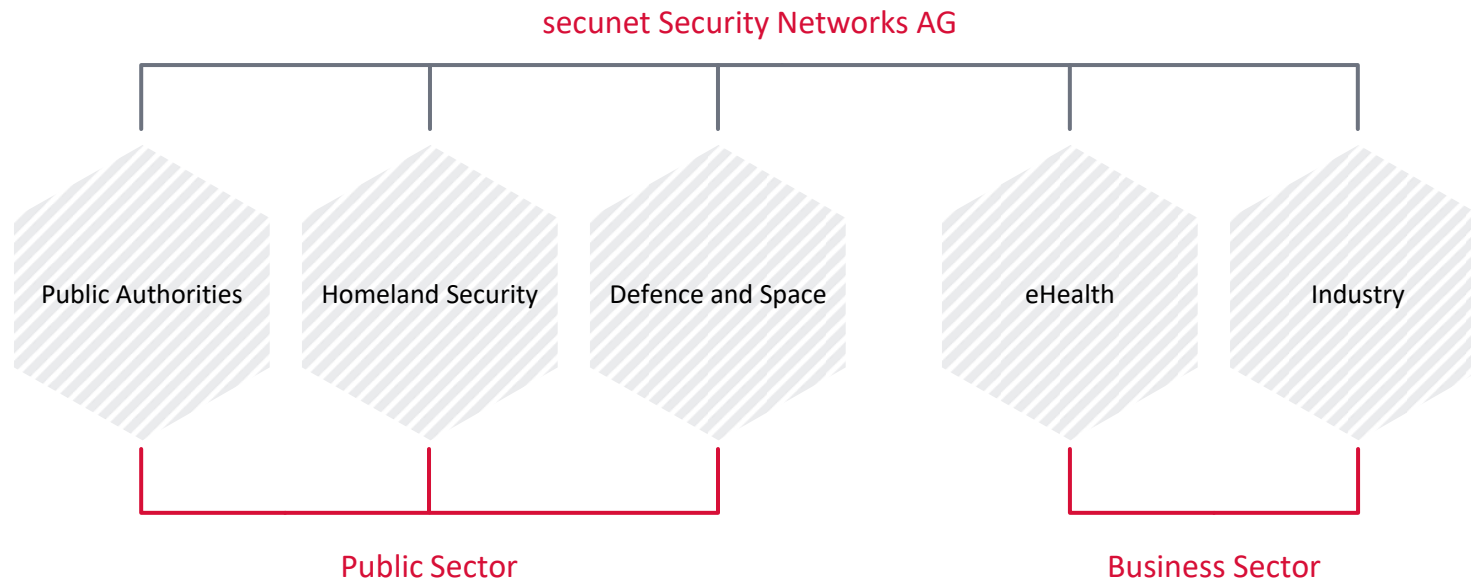 secunet Security Networks AG
Public Authorities
Homeland Security
Defence and Space
eHealth
Industry
Public Sector
Business Sector